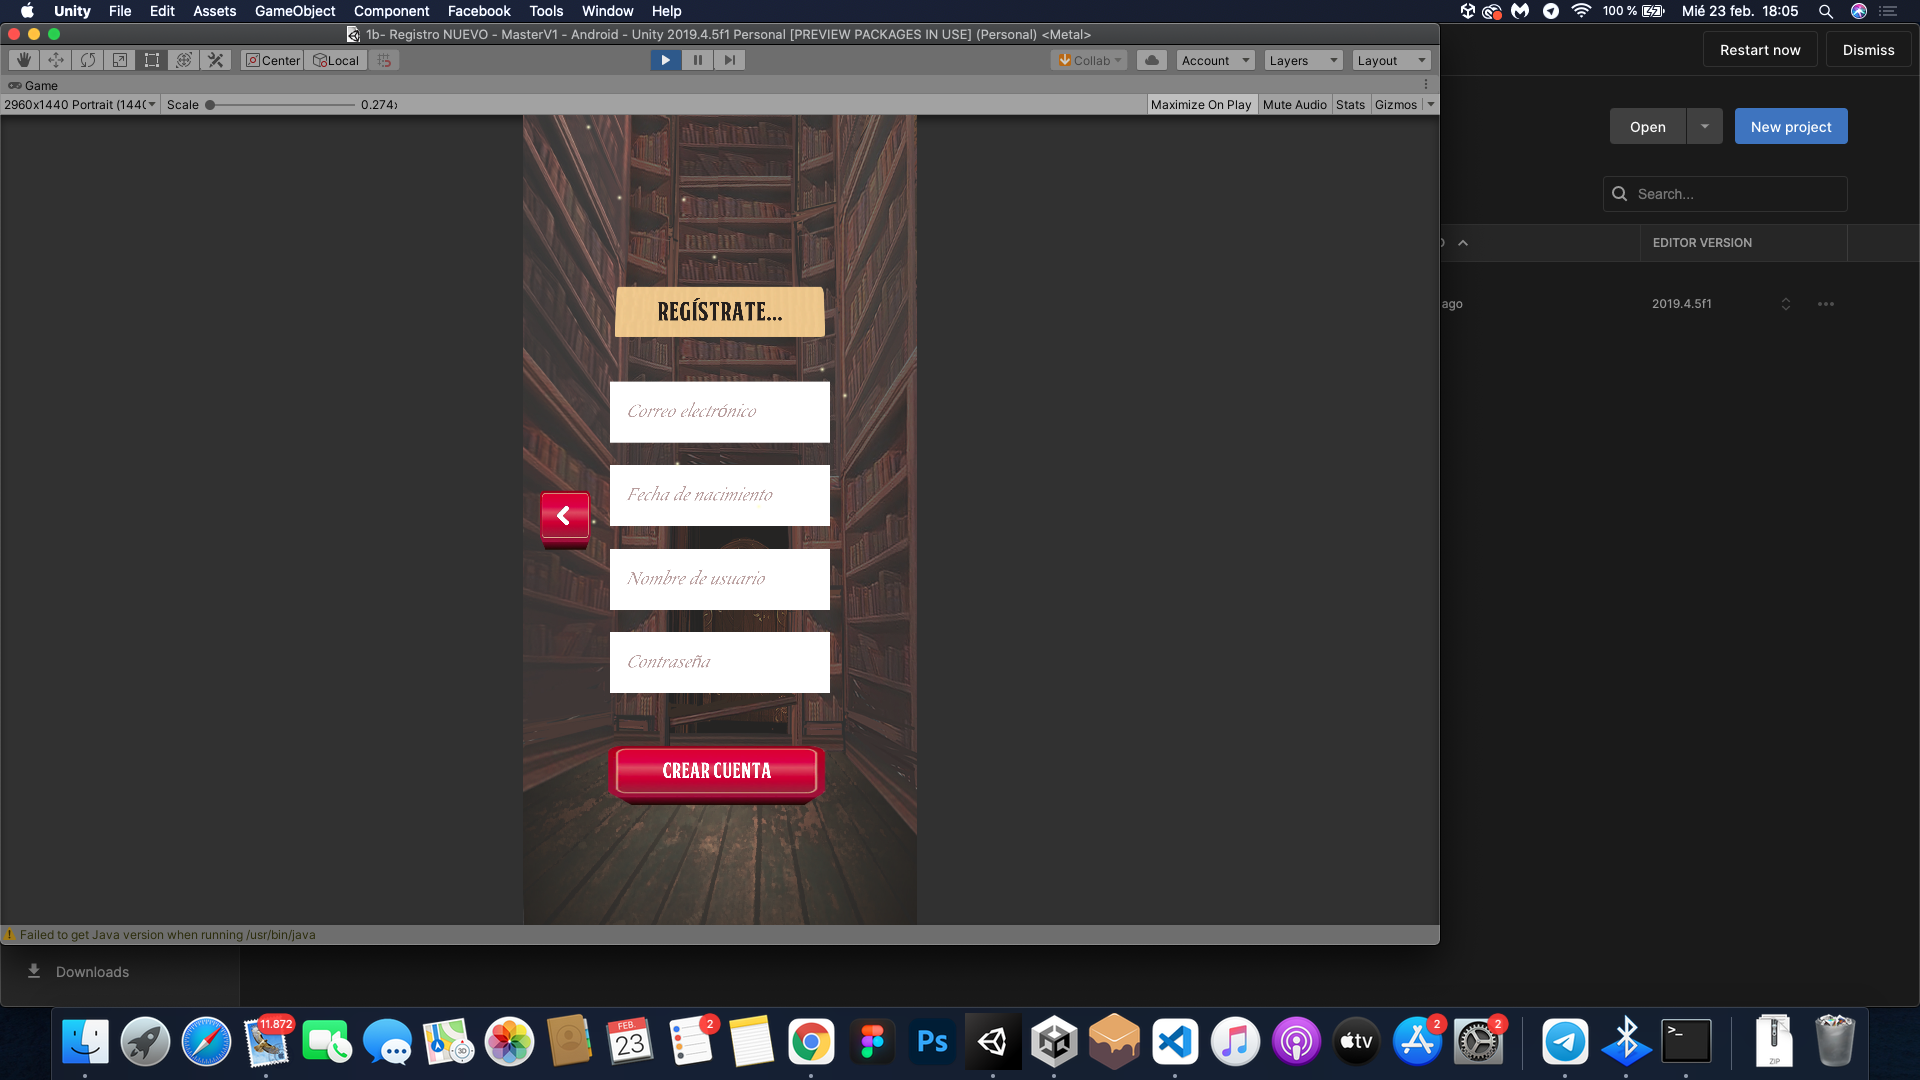 Unity File Edit Assets GameObject Component Facebook Tools Window Help 100 % Mié 23 feb. 18:05
1b- Registro NUEVO - MasterV1 - Android - Unity 2019.4.5f1 Personal [PREVIEW PACKAGES IN USE] (Personal) <Metal>
Restart now Dismiss
Center Local Collab Account Layers Layout
Game
2960x1440 Portrait (144( Scale 0.274x Maximize On Play Mute Audio Stats Gizmos
Open New project
Search...
EDITOR VERSION
ago 2019.4.5f1
REGÍSTRATE...
Correo electrónico
Fecha de nacimiento
Nombre de usuario
Contraseña
CREAR CUENTA
Failed to get Java version when running /usr/bin/java
Downloads
11.872
3D
FEB.
23
2
Ps
tv
2
2
>_
ZIP